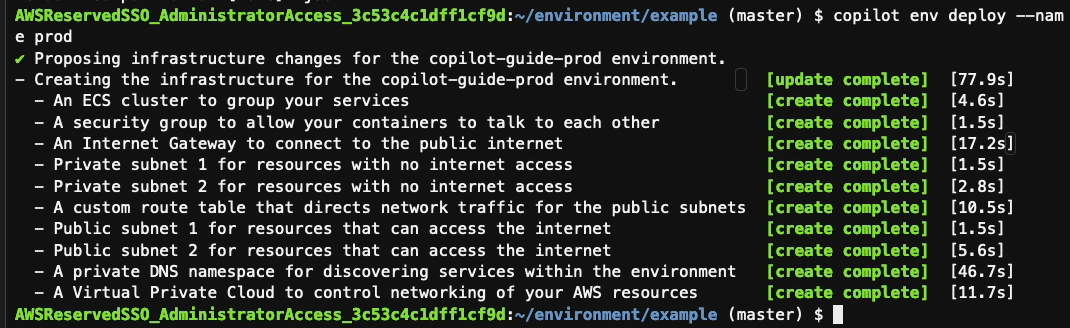 AWSReservedSSO_AdministratorAccess_3c53c4c1dff1cf9d:~/environment/example (master) $ copilot env deploy --nam
e prod
✔ Proposing infrastructure changes for the copilot-guide-prod environment.
- Creating the infrastructure for the copilot-guide-prod environment. [update complete] [77.9s]
- An ECS cluster to group your services [create complete] [4.6s]
- A security group to allow your containers to talk to each other [create complete] [1.5s]
- An Internet Gateway to connect to the public internet [create complete] [17.2s]
- Private subnet 1 for resources with no internet access [create complete] [1.5s]
- Private subnet 2 for resources with no internet access [create complete] [2.8s]
- A custom route table that directs network traffic for the public subnets [create complete] [10.5s]
- Public subnet 1 for resources that can access the internet [create complete] [1.5s]
- Public subnet 2 for resources that can access the internet [create complete] [5.6s]
- A private DNS namespace for discovering services within the environment [create complete] [46.7s]
- A Virtual Private Cloud to control networking of your AWS resources [create complete] [11.7s]
AWSReservedSSO_AdministratorAccess_3c53c4c1dff1cf9d:~/environment/example (master) $